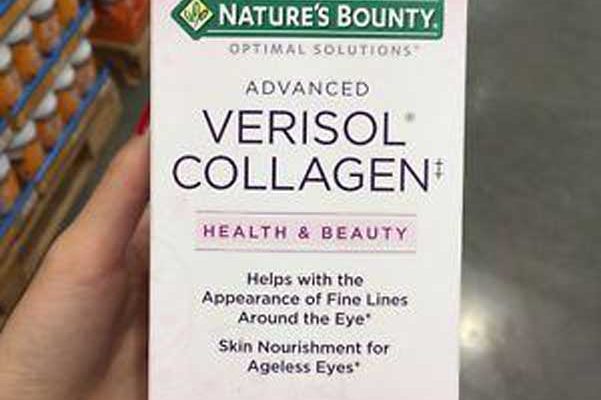 NATURE'S BOUNTY®
OPTIMAL SOLUTIONS®
ADVANCED
VERISOL®
COLLAGEN‡
HEALTH & BEAUTY
Helps with the
Appearance of Fine Lines
Around the Eye*
Skin Nourishment for
Ageless Eyes*